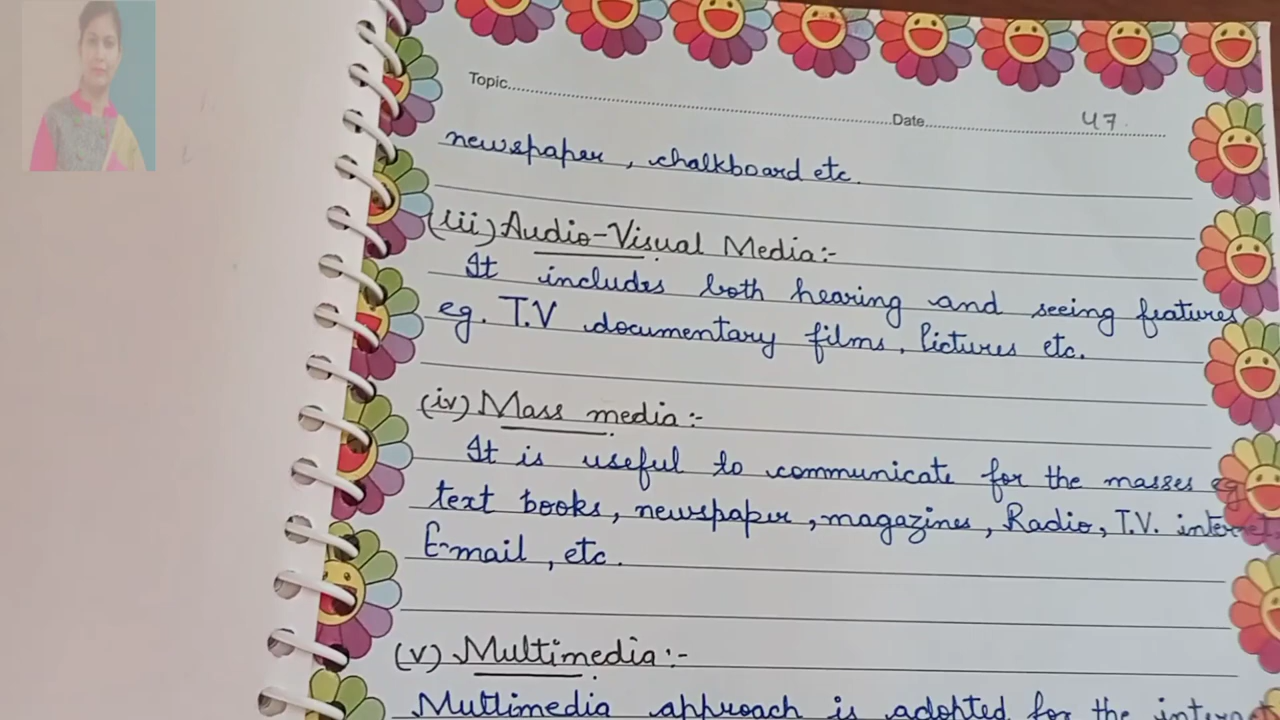 Topic Date 47
newspaper, chalkboard etc.
(iii) Audio-Visual Media:-
It includes both hearing and seeing features
eg. T.V documentary films, Pictures etc.
(iv) Mass media:-
It is useful to communicate for the masses eg
text books, newspaper, magazines, Radio, T.V. internet,
E-mail, etc.
(v) Multimedia:-
Multimedia approach is adopted for the